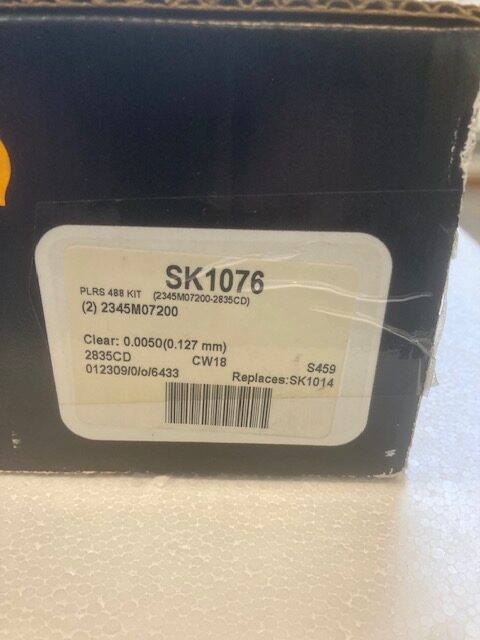 SK1076
PLRS 488 KIT (2345M07200-2835CD)
(2) 2345M07200
Clear: 0.0050(0.127 mm)
2835CD CW18 S459
012309/0/o/6433 Replaces:SK1014